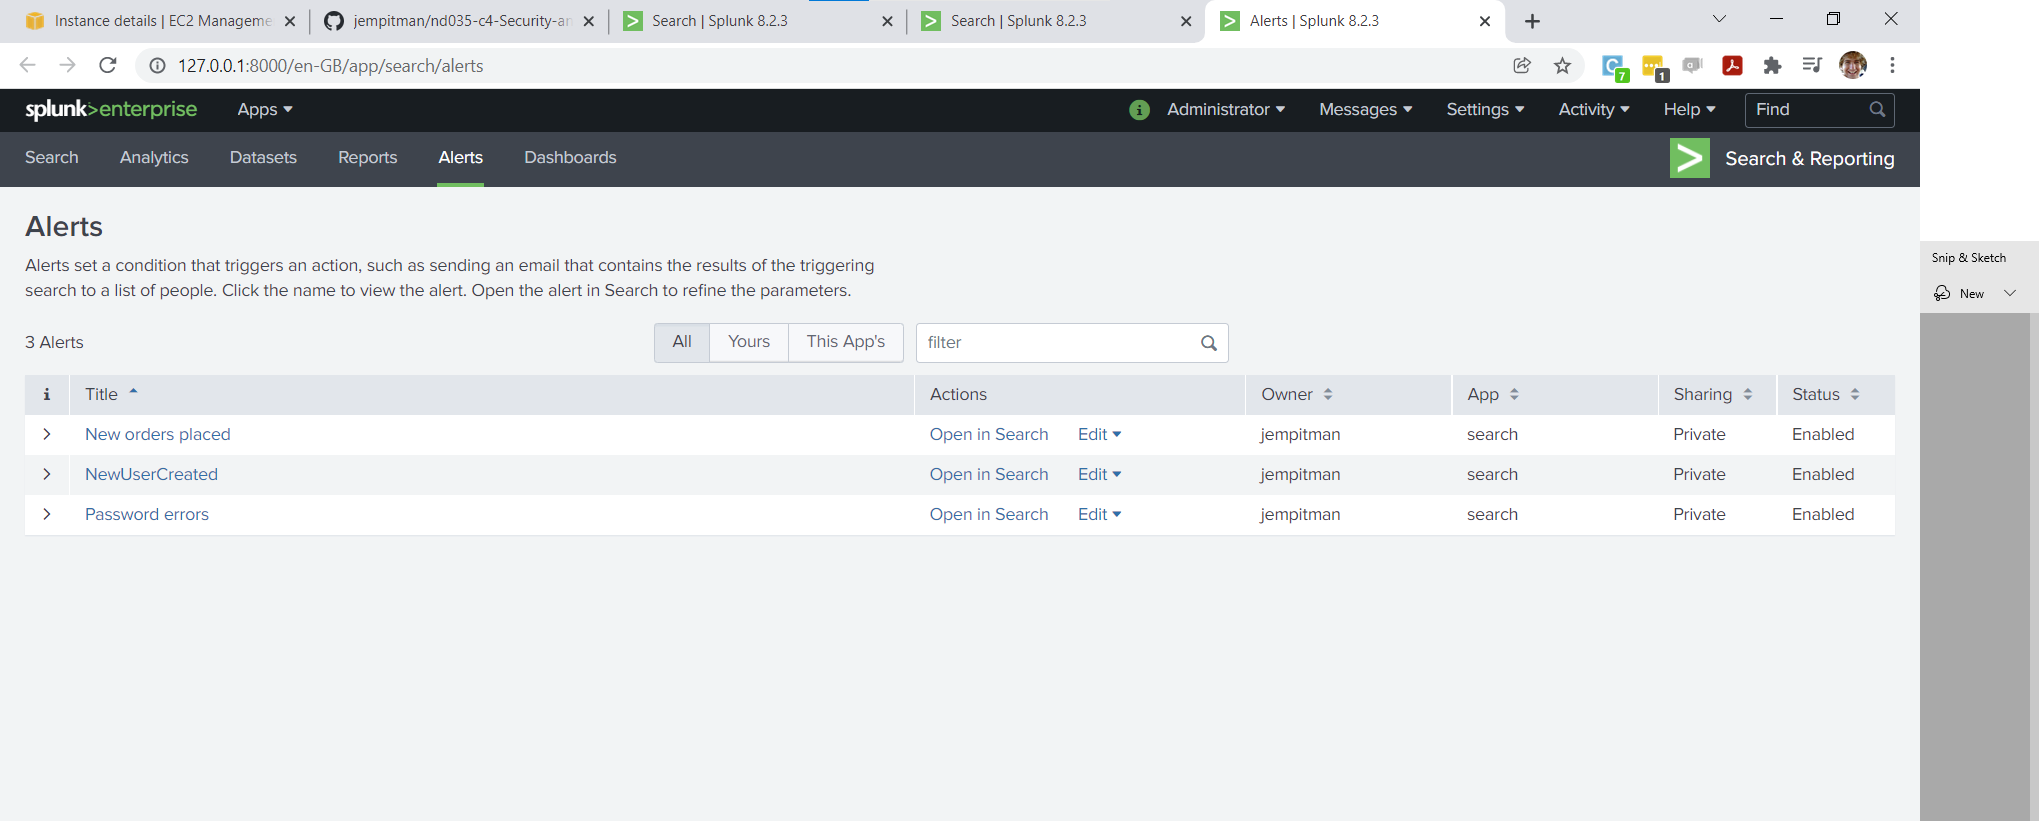 Instance details | EC2 Manageme
jempitman/nd035-c4-Security-an
Search | Splunk 8.2.3
Search | Splunk 8.2.3
Alerts | Splunk 8.2.3
127.0.0.1:8000/en-GB/app/search/alerts
7
1
splunk>enterprise
Apps
i
Administrator
Messages
Settings
Activity
Help
Find
Search
Analytics
Datasets
Reports
Alerts
Dashboards
Search & Reporting
Alerts
Alerts set a condition that triggers an action, such as sending an email that contains the results of the triggering
search to a list of people. Click the name to view the alert. Open the alert in Search to refine the parameters.
3 Alerts
All
Yours
This App's
filter
i Title Actions Owner App Sharing Status
New orders placed Open in Search Edit jempitman search Private Enabled
NewUserCreated Open in Search Edit jempitman search Private Enabled
Password errors Open in Search Edit jempitman search Private Enabled
Snip & Sketch
New